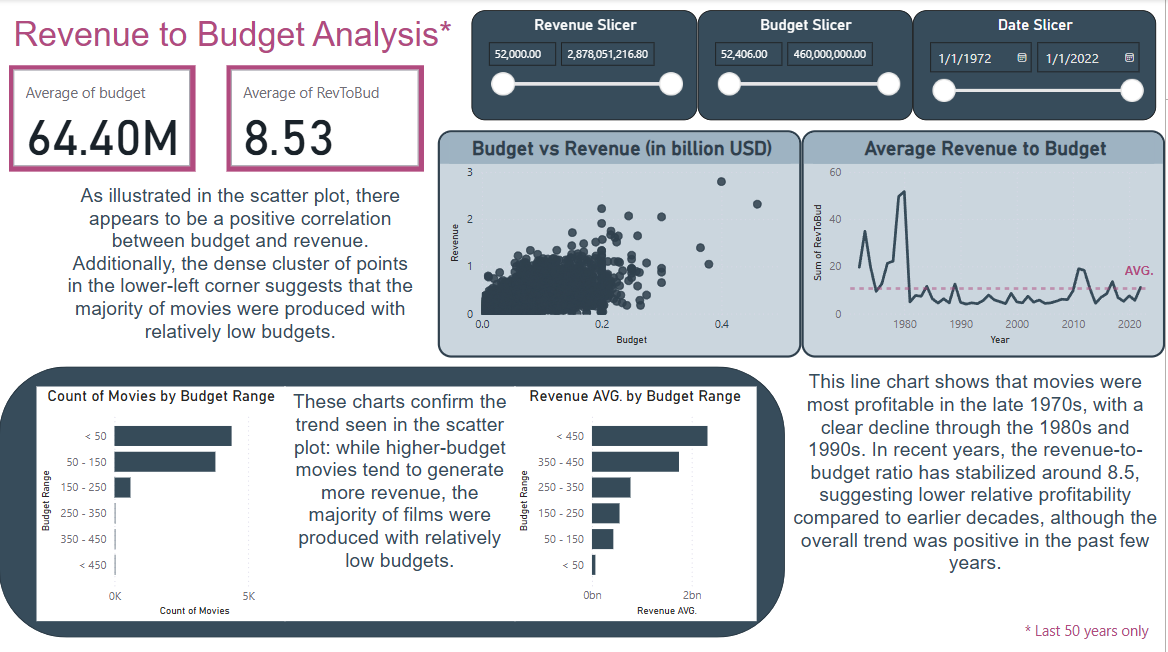 Revenue to Budget Analysis*
Average of budget
64.40M
Average of RevToBud
8.53
Revenue Slicer
52,000.00
2,878,051,216.80
Budget Slicer
52,406.00
460,000,000.00
Date Slicer
1/1/1972
1/1/2022
As illustrated in the scatter plot, there
appears to be a positive correlation
between budget and revenue.
Additionally, the dense cluster of points
in the lower-left corner suggests that the
majority of movies were produced with
relatively low budgets.
Budget vs Revenue (in billion USD)
3
2
1
0
Revenue
0.0
0.2
0.4
Budget
Average Revenue to Budget
60
40
20
0
Sum of RevToBud
AVG.
1980
1990
2000
2010
2020
Year
Count of Movies by Budget Range
Budget Range
< 50
50 - 150
150 - 250
250 - 350
350 - 450
< 450
0K
5K
Count of Movies
These charts confirm the
trend seen in the scatter
plot: while higher-budget
movies tend to generate
more revenue, the
majority of films were
produced with relatively
low budgets.
Revenue AVG. by Budget Range
Budget Range
< 450
350 - 450
250 - 350
150 - 250
50 - 150
< 50
0bn
2bn
Revenue AVG.
This line chart shows that movies were
most profitable in the late 1970s, with a
clear decline through the 1980s and
1990s. In recent years, the revenue-to-
budget ratio has stabilized around 8.5,
suggesting lower relative profitability
compared to earlier decades, although the
overall trend was positive in the past few
years.
* Last 50 years only